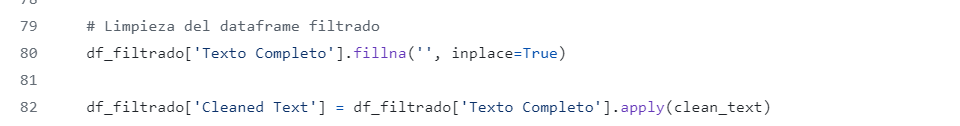 79 # Limpieza del dataframe filtrado
80 df_filtrado['Texto Completo'].fillna('', inplace=True)
81
82 df_filtrado['Cleaned Text'] = df_filtrado['Texto Completo'].apply(clean_text)